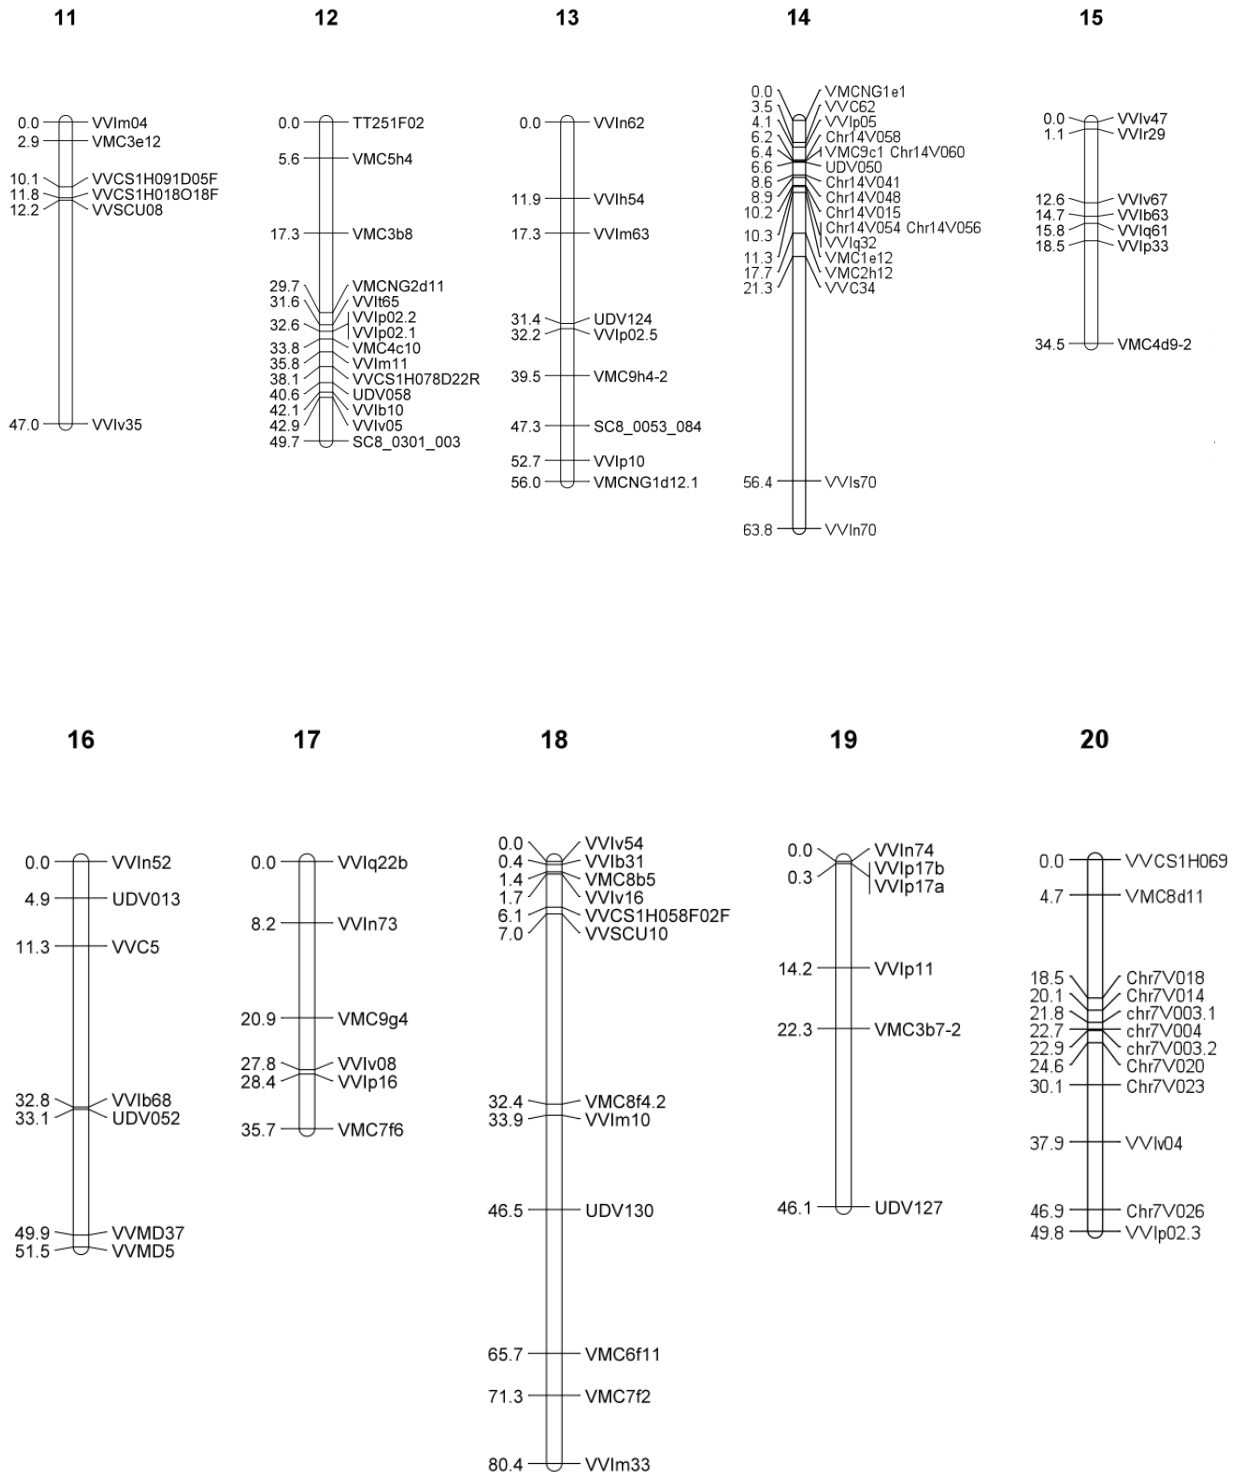 11
0.0 VVIm04
2.9 VMC3e12
10.1 VVCS1H091D05F
11.8 VVCS1H018O18F
12.2 VVSCU08
47.0 VVIv35
12
0.0 TT251F02
5.6 VMC5h4
17.3 VMC3b8
29.7 VMCNG2d11
31.6 VVIt65
32.6 VVIp02.2
VVIp02.1
33.8 VMC4c10
35.8 VVIm11
38.1 VVCS1H078D22R
40.6 UDV058
42.1 VVIb10
42.9 VVIv05
49.7 SC8_0301_003
13
0.0 VVIn62
11.9 VVIh54
17.3 VVIm63
31.4 UDV124
32.2 VVIp02.5
39.5 VMC9h4-2
47.3 SC8_0053_084
52.7 VVIp10
56.0 VMCNG1d12.1
14
0.0 VMCNG1e1
3.5 VVC62
4.1 VVIp05
6.2 Chr14V058
6.4 VMC9c1 Chr14V060
6.6 UDV050
8.6 Chr14V041
8.9 Chr14V048
10.2 Chr14V015
10.3 Chr14V054 Chr14V056
VVIq32
11.3 VMC1e12
17.7 VMC2h12
21.3 VVC34
56.4 VVIs70
63.8 VVIn70
15
0.0 VVIv47
1.1 VVIr29
12.6 VVIv67
14.7 VVIb63
15.8 VVIq61
18.5 VVIp33
34.5 VMC4d9-2
16
0.0 VVIn52
4.9 UDV013
11.3 VVC5
32.8 VVIb68
33.1 UDV052
49.9 VVMD37
51.5 VVMD5
17
0.0 VVIq22b
8.2 VVIn73
20.9 VMC9g4
27.8 VVIv08
28.4 VVIp16
35.7 VMC7f6
18
0.0 VVIv54
0.4 VVIb31
1.4 VMC8b5
1.7 VVIv16
6.1 VVCS1H058F02F
7.0 VVSCU10
32.4 VMC8f4.2
33.9 VVIm10
46.5 UDV130
65.7 VMC6f11
71.3 VMC7f2
80.4 VVIm33
19
0.0 VVIn74
0.3 VVIp17b
VVIp17a
14.2 VVIp11
22.3 VMC3b7-2
46.1 UDV127
20
0.0 VVCS1H069
4.7 VMC8d11
18.5 Chr7V018
20.1 Chr7V014
21.8 chr7V003.1
22.7 chr7V004
22.9 chr7V003.2
24.6 Chr7V020
30.1 Chr7V023
37.9 VVIv04
46.9 Chr7V026
49.8 VVIp02.3